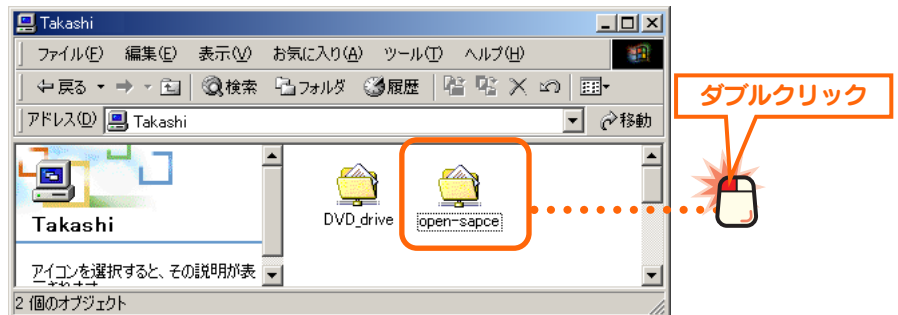 Takashi
ファイル(F) 編集(E) 表示(V) お気に入り(A) ツール(T) ヘルプ(H)
戻る 検索 フォルダ 履歴
アドレス(D) Takashi 移動
ダブルクリック
DVD_drive open-sapce
Takashi
アイコンを選択すると、その説明が表
2 個のオブジェクト